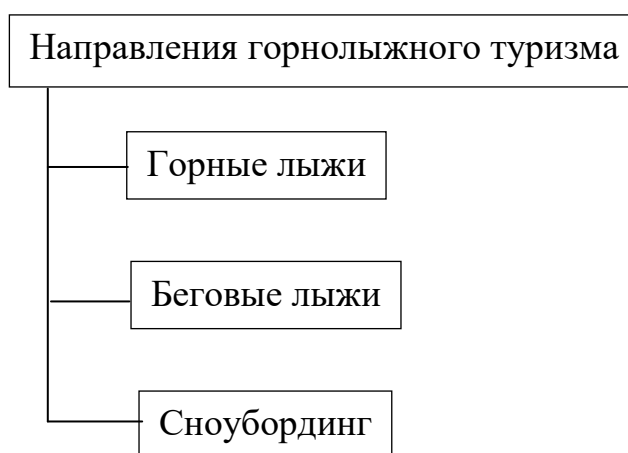 Направления горнолыжного туризма
Горные лыжи
Беговые лыжи
Сноубординг